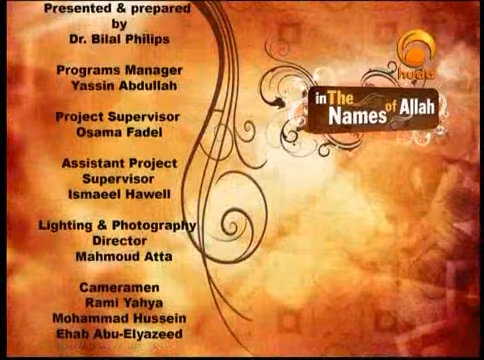 Presented & prepared
by
Dr. Bilal Philips
Programs Manager
Yassin Abdullah
Project Supervisor
Osama Fadel
Assistant Project
Supervisor
Ismaeel Hawell
Lighting & Photography
Director
Mahmoud Atta
Cameramen
Rami Yahya
Mohammad Hussein
Ehab Abu-Elyazeed
huda
in The
Names of Allah